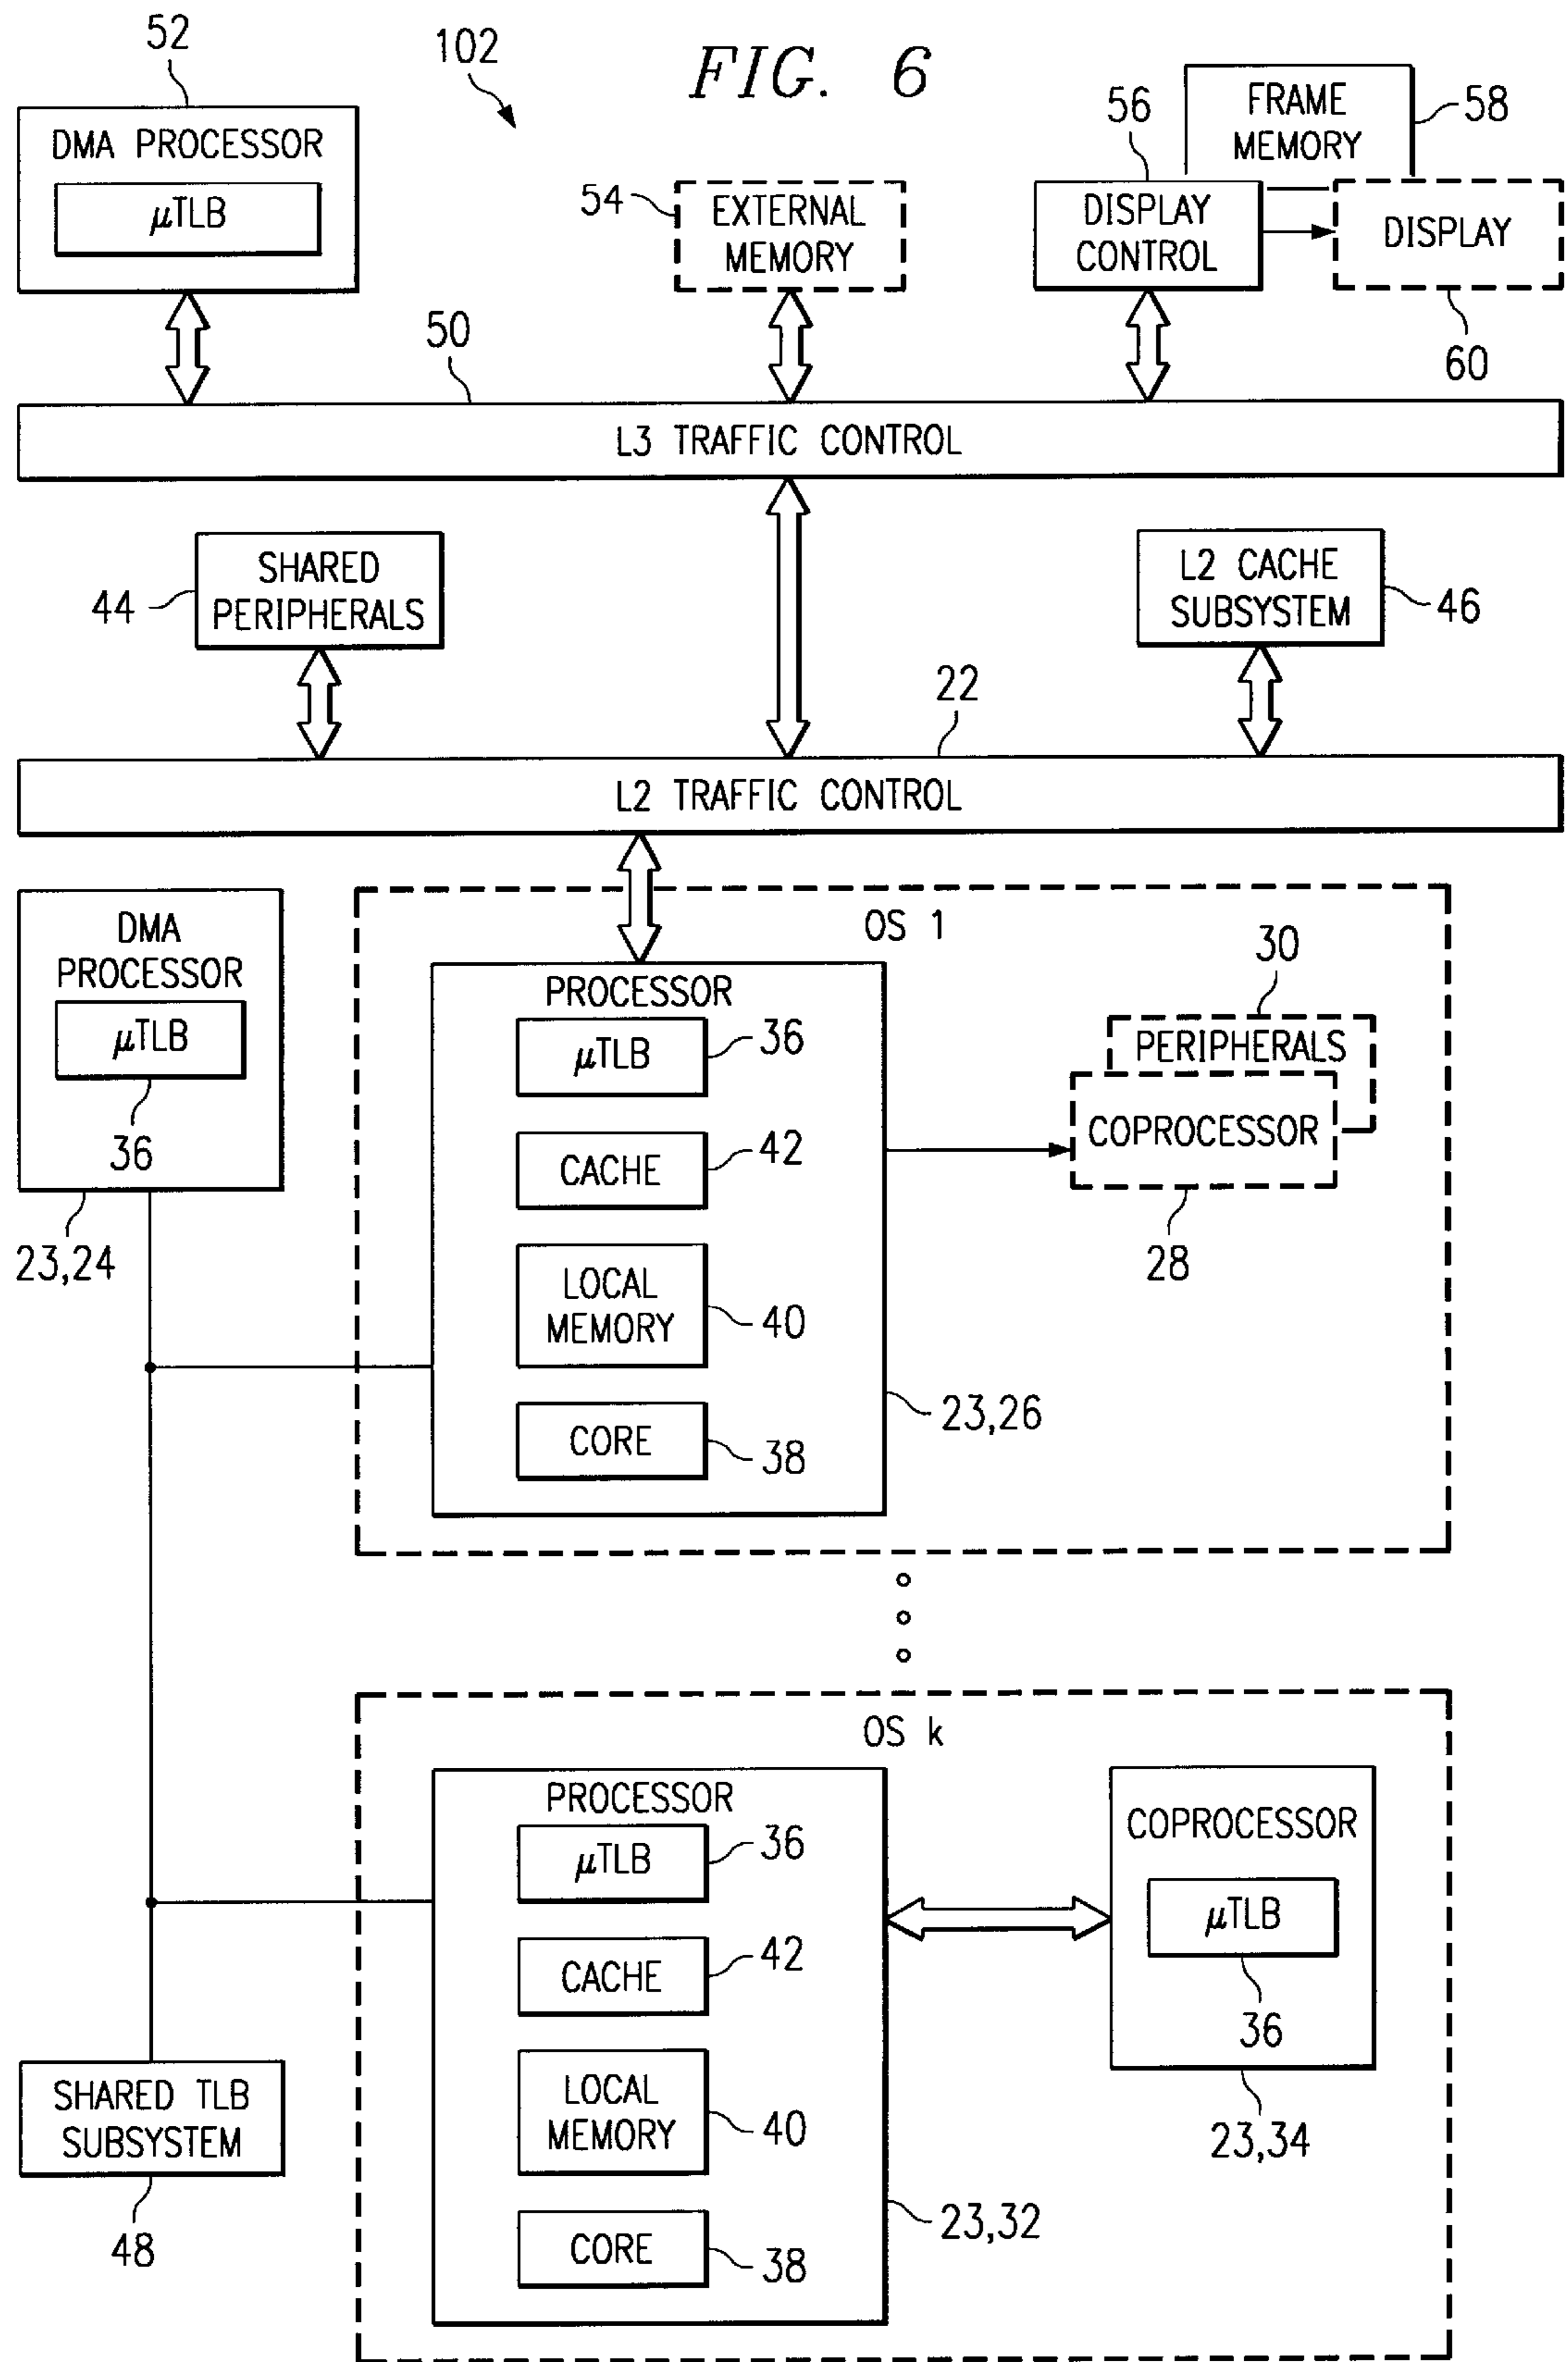 FIG. 6
102
52
DMA PROCESSOR
μTLB
54
EXTERNAL
MEMORY
56
FRAME
MEMORY
58
DISPLAY
CONTROL
DISPLAY
60
50
L3 TRAFFIC CONTROL
44
SHARED
PERIPHERALS
L2 CACHE
SUBSYSTEM
46
22
L2 TRAFFIC CONTROL
DMA
PROCESSOR
μTLB
36
23,24
OS 1
PROCESSOR
μTLB
36
CACHE
42
LOCAL
MEMORY
40
CORE
38
23,26
30
PERIPHERALS
COPROCESSOR
28
OS k
PROCESSOR
μTLB
36
CACHE
42
LOCAL
MEMORY
40
CORE
38
23,32
COPROCESSOR
μTLB
36
23,34
SHARED TLB
SUBSYSTEM
48